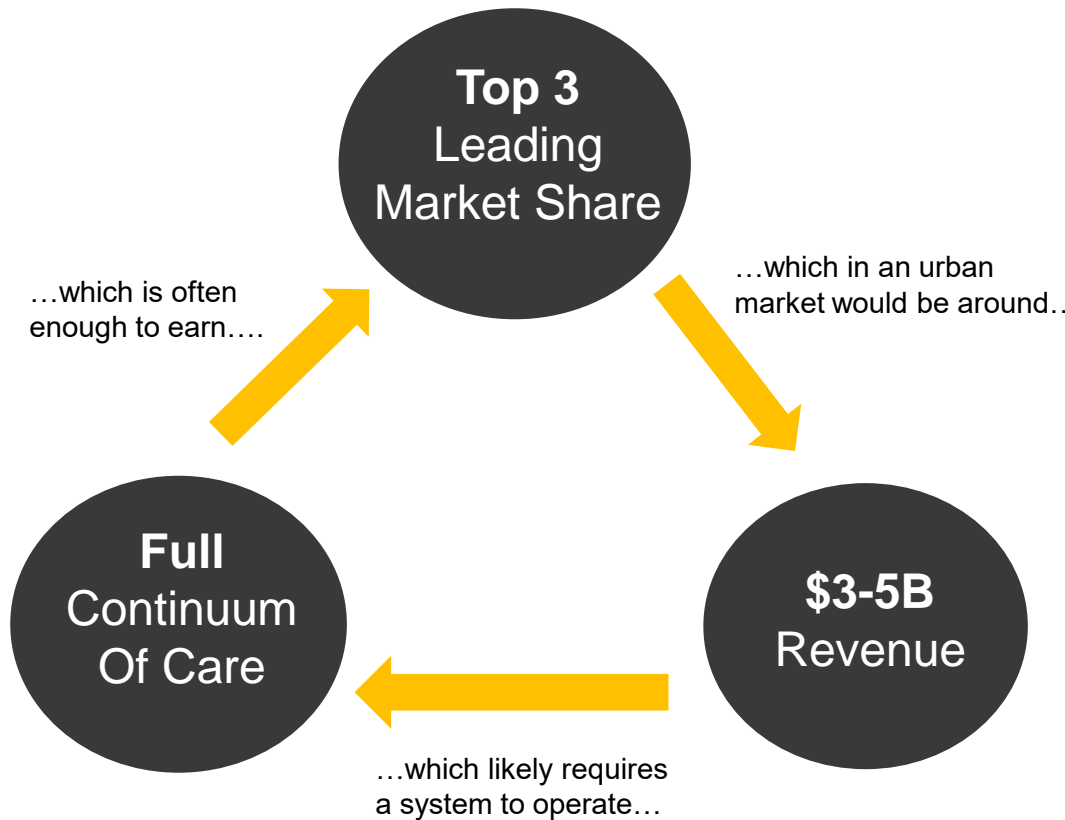 Top 3
Leading
Market Share
…which is often
enough to earn….
…which in an urban
market would be around…
Full
Continuum
Of Care
$3-5B
Revenue
…which likely requires
a system to operate…